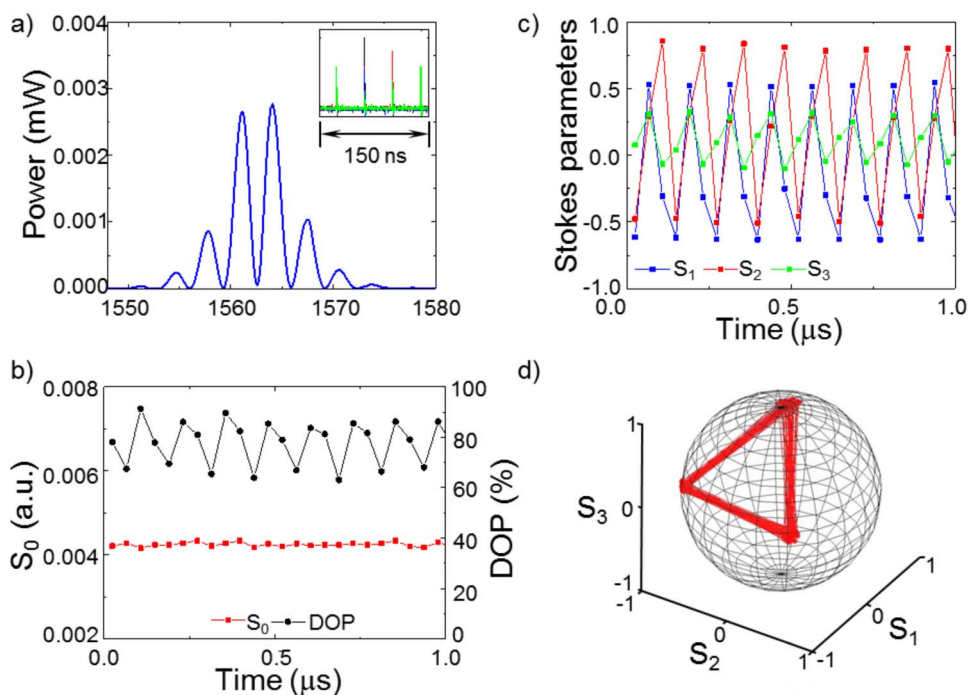 a)
Power (mW)
0.004
0.003
0.002
0.001
0.000
1550 1560 1570 1580
150 ns
c)
Stokes parameters
1.0
0.5
0.0
-0.5
-1.0
S1 S2 S3
0.0 0.5 1.0
Time (μs)
b)
S0 (a.u.)
0.008
0.006
0.004
0.002
100
80
60
40
20
0
DOP (%)
S0 DOP
0.0 0.5 1.0
Time (μs)
d)
S3
1
0
-1
-1
0
1
S2
-1
0
1
S1